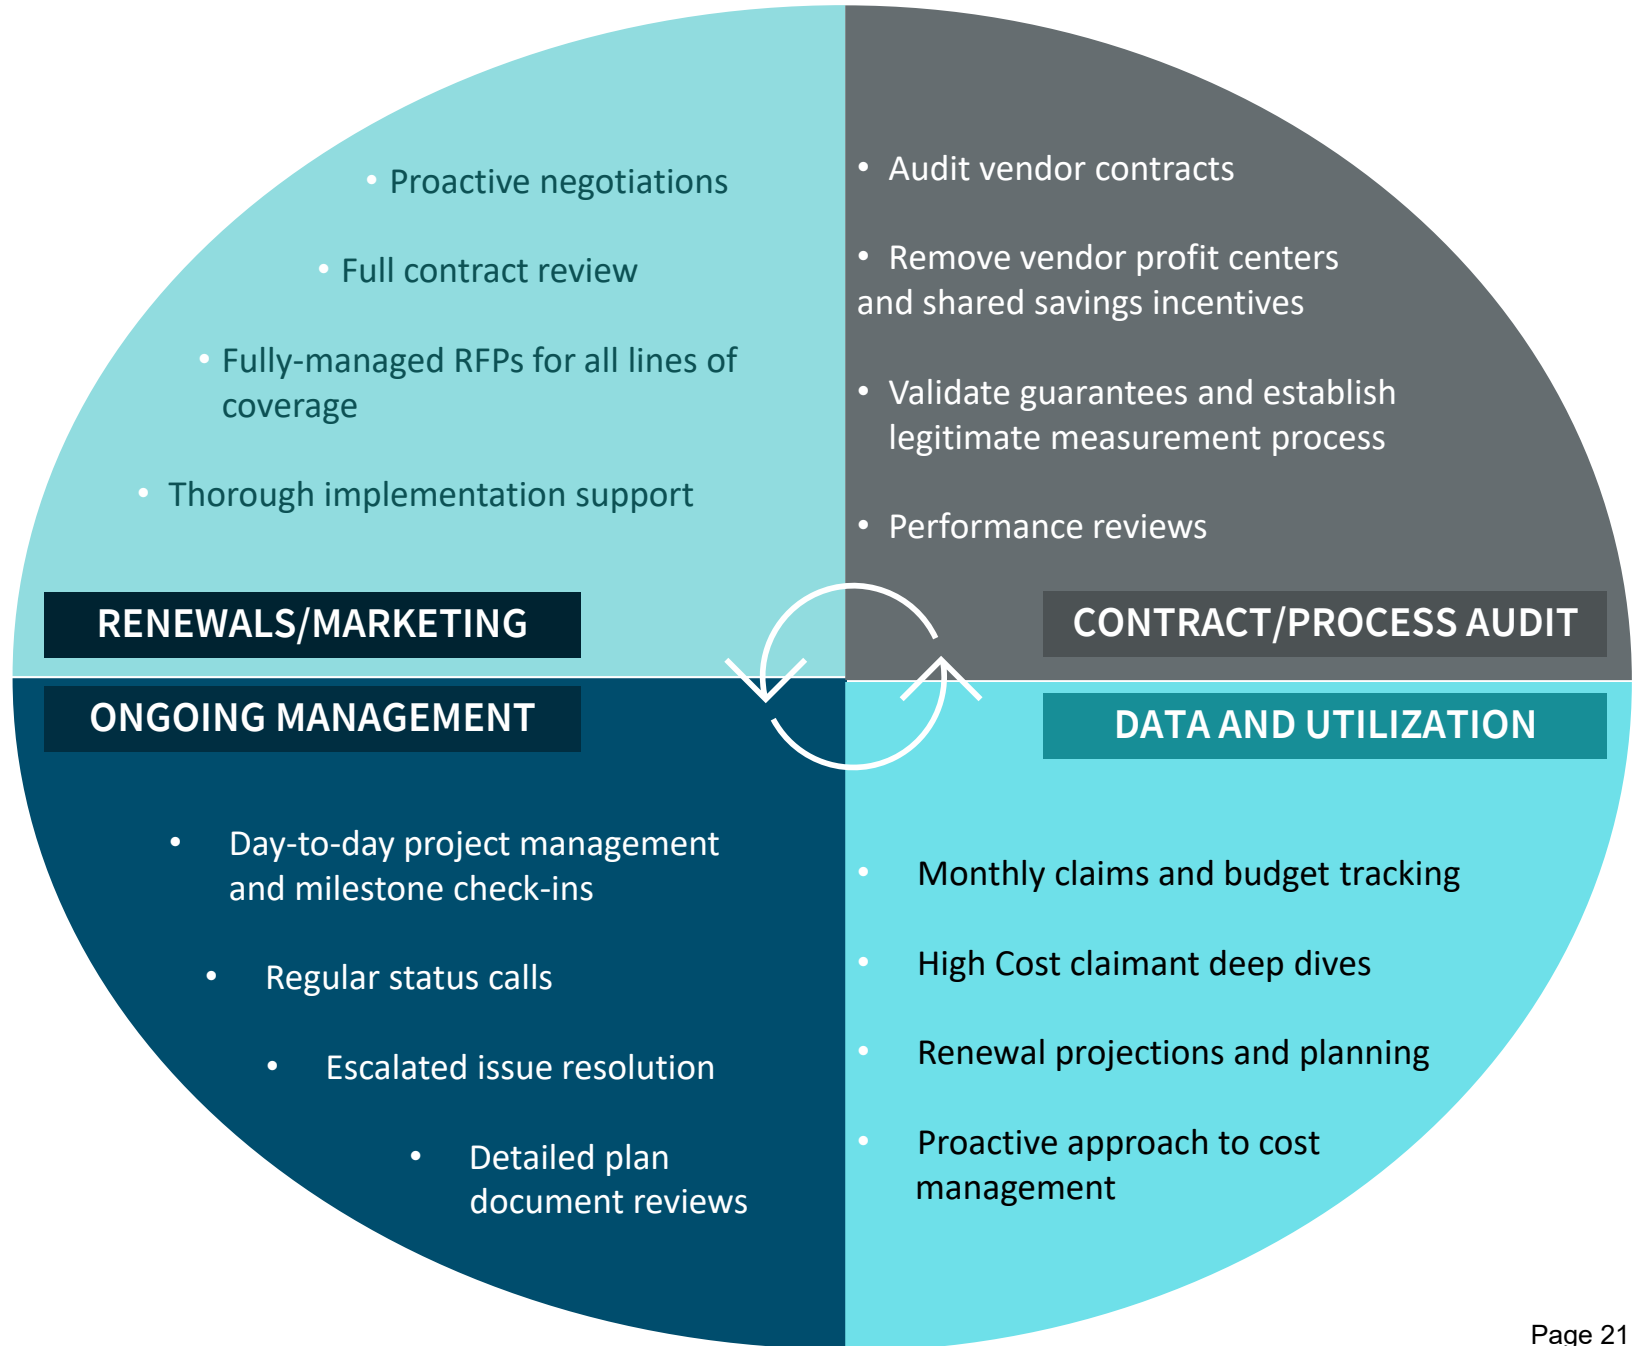 • Proactive negotiations
• Full contract review
• Fully-managed RFPs for all lines of
coverage
• Thorough implementation support
RENEWALS/MARKETING
• Audit vendor contracts
• Remove vendor profit centers
and shared savings incentives
• Validate guarantees and establish
legitimate measurement process
• Performance reviews
CONTRACT/PROCESS AUDIT
ONGOING MANAGEMENT
• Day-to-day project management
and milestone check-ins
• Regular status calls
• Escalated issue resolution
• Detailed plan
document reviews
DATA AND UTILIZATION
• Monthly claims and budget tracking
• High Cost claimant deep dives
• Renewal projections and planning
• Proactive approach to cost
management
Page 21